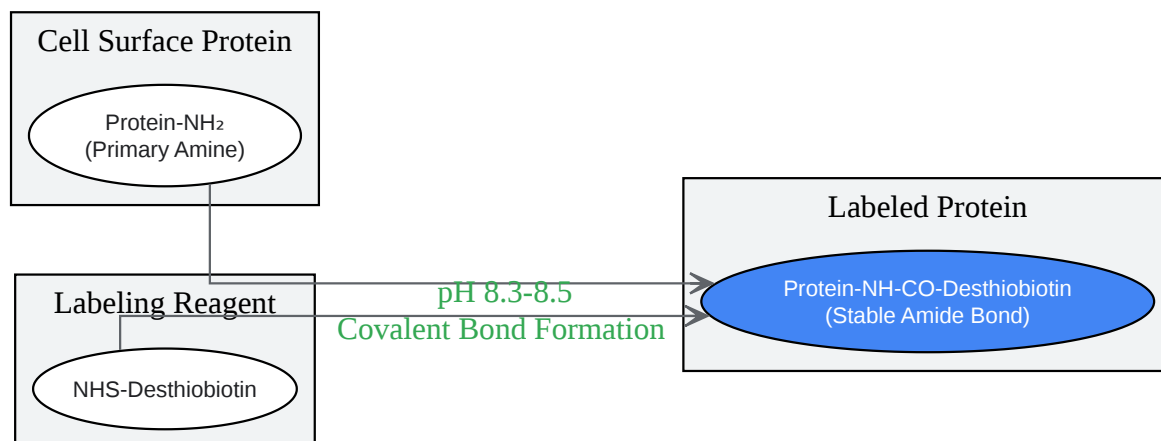 Cell Surface Protein
Protein-NH₂
(Primary Amine)
Labeling Reagent
NHS-Desthiobiotin
pH 8.3-8.5
Covalent Bond Formation
Labeled Protein
Protein-NH-CO-Desthiobiotin
(Stable Amide Bond)